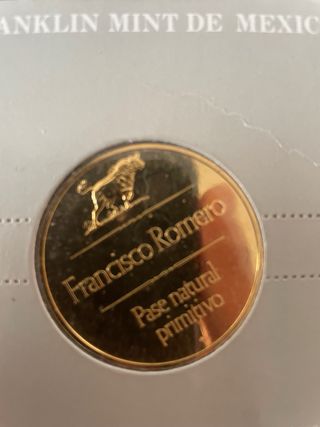 ANKLIN MINT DE MEXIC
Francisco Romero
Pase natural
primitivo